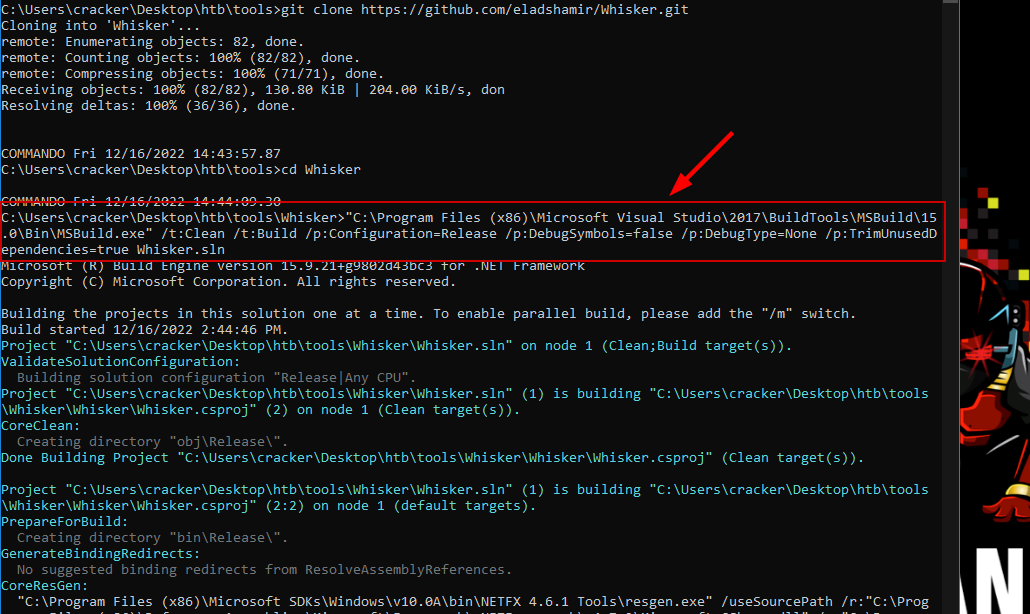 C:\Users\cracker\Desktop\htb\tools>git clone https://github.com/eladshamir/Whisker.git
Cloning into 'Whisker'...
remote: Enumerating objects: 82, done.
remote: Counting objects: 100% (82/82), done.
remote: Compressing objects: 100% (71/71), done.
Receiving objects: 100% (82/82), 130.80 KiB | 204.00 KiB/s, don
Resolving deltas: 100% (36/36), done.
COMMANDO Fri 12/16/2022 14:43:57.87
C:\Users\cracker\Desktop\htb\tools>cd Whisker
COMMANDO Fri 12/16/2022 14:44:09.30
C:\Users\cracker\Desktop\htb\tools\Whisker>"C:\Program Files (x86)\Microsoft Visual Studio\2017\BuildTools\MSBuild\15
.0\Bin\MSBuild.exe" /t:Clean /t:Build /p:Configuration=Release /p:DebugSymbols=false /p:DebugType=None /p:TrimUnusedD
ependencies=true Whisker.sln
Microsoft (R) Build Engine version 15.9.21+g9802d43bc3 for .NET Framework
Copyright (C) Microsoft Corporation. All rights reserved.
Building the projects in this solution one at a time. To enable parallel build, please add the "/m" switch.
Build started 12/16/2022 2:44:46 PM.
Project "C:\Users\cracker\Desktop\htb\tools\Whisker\Whisker.sln" on node 1 (Clean;Build target(s)).
ValidateSolutionConfiguration:
  Building solution configuration "Release|Any CPU".
Project "C:\Users\cracker\Desktop\htb\tools\Whisker\Whisker.sln" (1) is building "C:\Users\cracker\Desktop\htb\tools
\Whisker\Whisker\Whisker.csproj" (2) on node 1 (Clean target(s)).
CoreClean:
  Creating directory "obj\Release\".
Done Building Project "C:\Users\cracker\Desktop\htb\tools\Whisker\Whisker\Whisker.csproj" (Clean target(s)).
Project "C:\Users\cracker\Desktop\htb\tools\Whisker\Whisker.sln" (1) is building "C:\Users\cracker\Desktop\htb\tools
\Whisker\Whisker\Whisker.csproj" (2:2) on node 1 (default targets).
PrepareForBuild:
  Creating directory "bin\Release\".
GenerateBindingRedirects:
  No suggested binding redirects from ResolveAssemblyReferences.
CoreResGen:
  "C:\Program Files (x86)\Microsoft SDKs\Windows\v10.0A\bin\NETFX 4.6.1 Tools\resgen.exe" /useSourcePath /r:"C:\Prog
AN